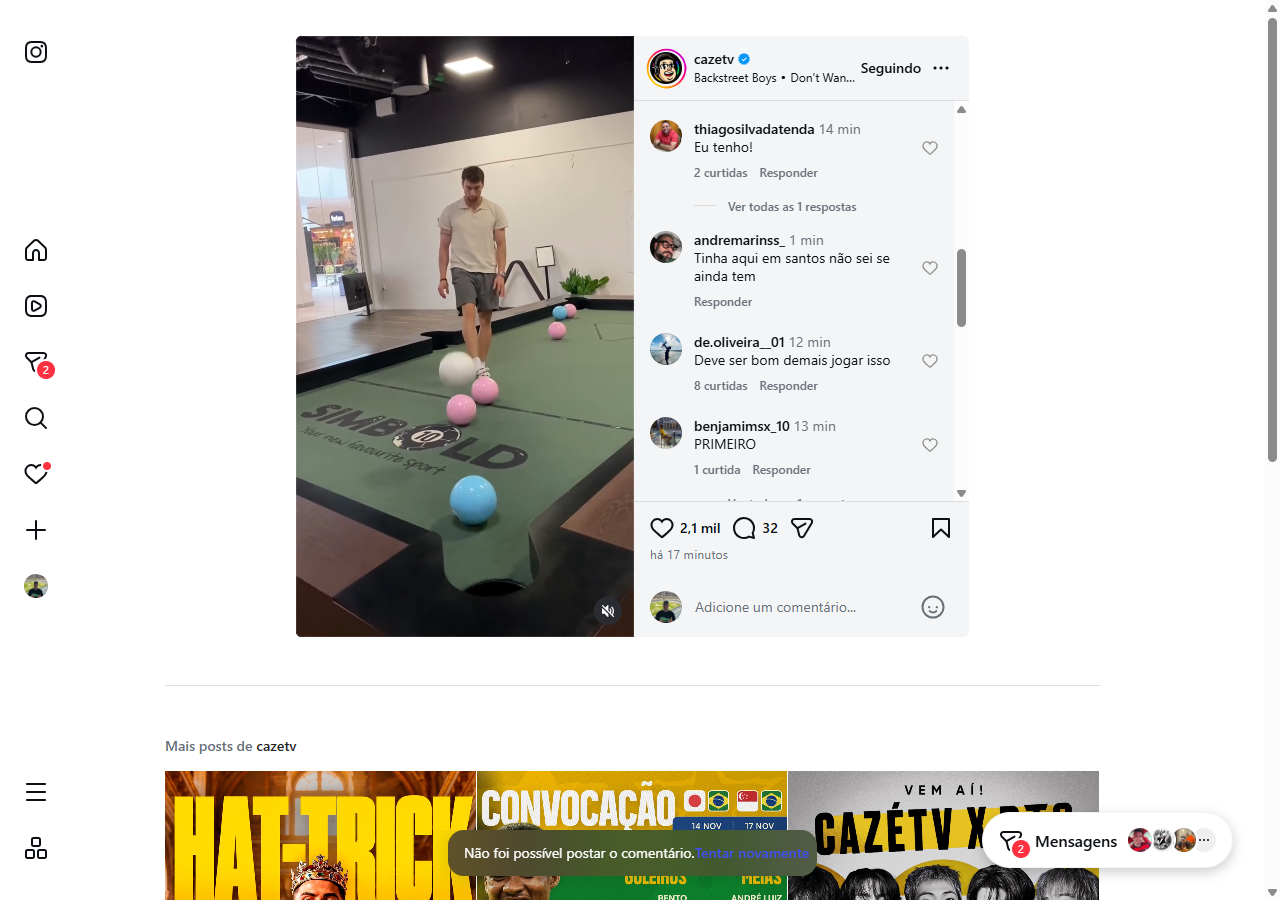 cazetv
Backstreet Boys • Don't Wan...
Seguindo
thiagosilvadatenda 14 min
Eu tenho!
2 curtidas Responder
Ver todas as 1 respostas
andremarinss_ 1 min
Tinha aqui em santos não sei se
ainda tem
Responder
de.oliveira__01 12 min
Deve ser bom demais jogar isso
8 curtidas Responder
benjamimsx_10 13 min
PRIMEIRO
1 curtida Responder
2,1 mil
32
há 17 minutos
Adicione um comentário...
SIMBOLD
10
Your new favourite sport
2
Mais posts de cazetv
HAT-TRICK
CONVOCAÇÃO
14 NOV
17 NOV
GOLEIROS
MEIAS
BENTO
ANDRÉ LUIZ
VEM AÍ!
CAZÉTV X
Não foi possível postar o comentário.Tentar novamente
2
Mensagens